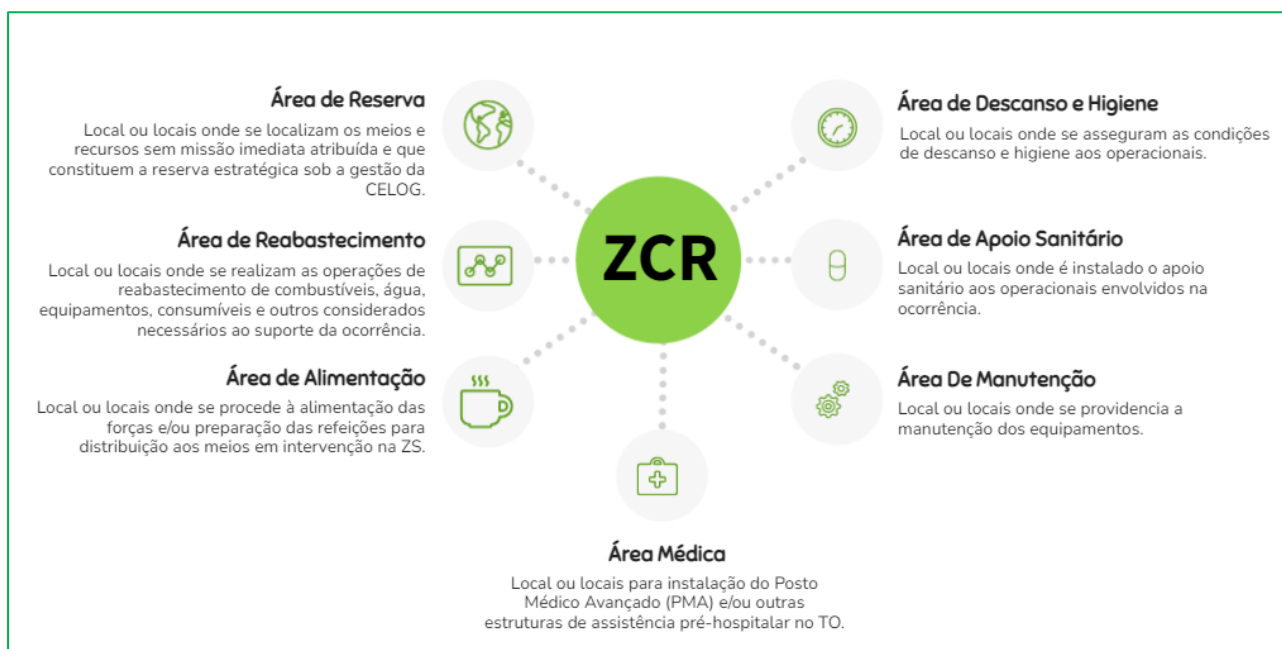 Área de Reserva
Local ou locais onde se localizam os meios e
recursos sem missão imediata atribuída e que
constituem a reserva estratégica sob a gestão da
CELOG.
Área de Reabastecimento
Local ou locais onde se realizam as operações de
reabastecimento de combustíveis, água,
equipamentos, consumíveis e outros considerados
necessários ao suporte da ocorrência.
Área de Alimentação
Local ou locais onde se procede à alimentação das
forças e/ou preparação das refeições para
distribuição aos meios em intervenção na ZS.
ZCR
Área de Descanso e Higiene
Local ou locais onde se asseguram as condições
de descanso e higiene aos operacionais.
Área de Apoio Sanitário
Local ou locais onde é instalado o apoio
sanitário aos operacionais envolvidos na
ocorrência.
Área De Manutenção
Local ou locais onde se providencia a
manutenção dos equipamentos.
Área Médica
Local ou locais para instalação do Posto
Médico Avançado (PMA) e/ou outras
estruturas de assistência pré-hospitalar no TO.